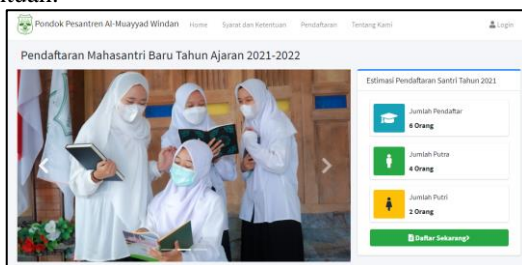 Pondok Pesantren Al-Muayyad Windan Home Syarat dan Ketentuan Pendaftaran Tentang Kami Login
Pendaftaran Mahasantri Baru Tahun Ajaran 2021-2022
Estimasi Pendaftaran Santri Tahun 2021
Jumlah Pendaftar
6 Orang
Jumlah Putra
4 Orang
Jumlah Putri
2 Orang
Daftar Sekarang>